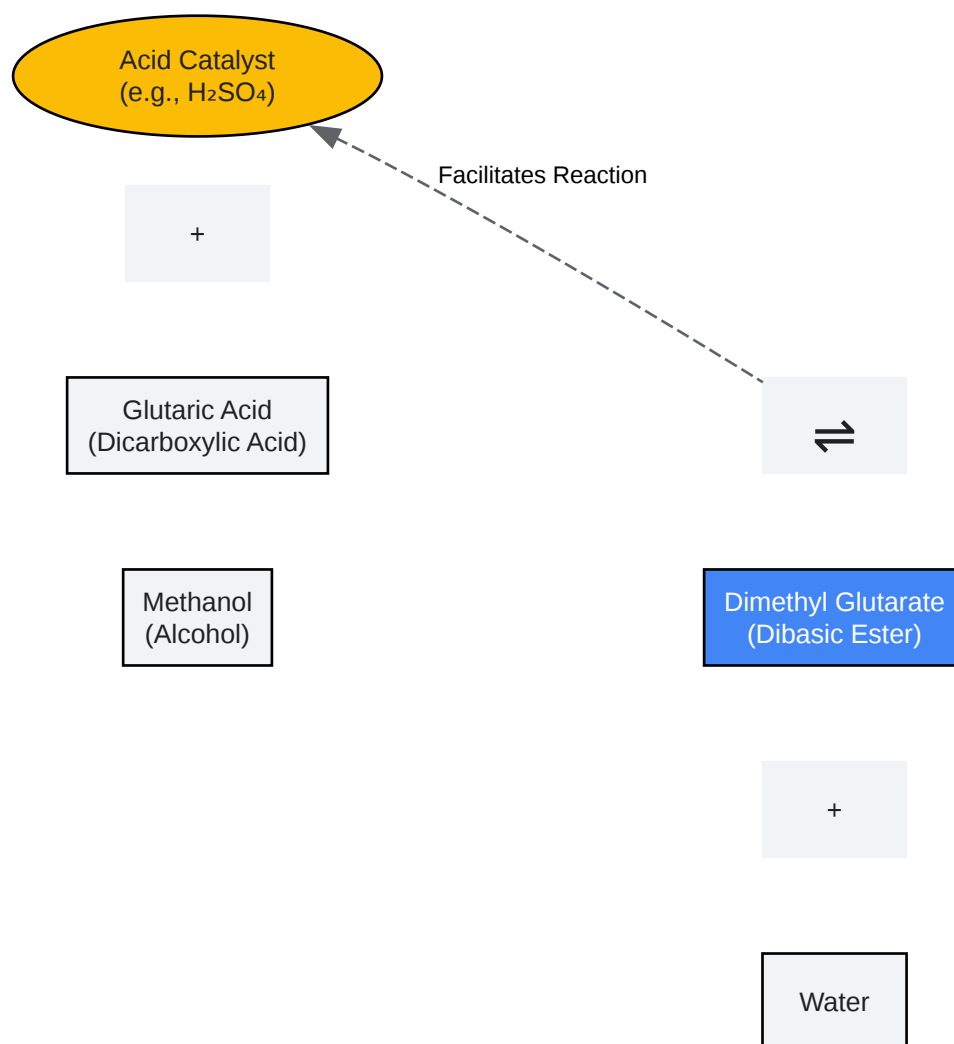 Acid Catalyst
(e.g., H₂SO₄)
Facilitates Reaction
+
Glutaric Acid
(Dicarboxylic Acid)
⇌
Methanol
(Alcohol)
Dimethyl Glutarate
(Dibasic Ester)
+
Water